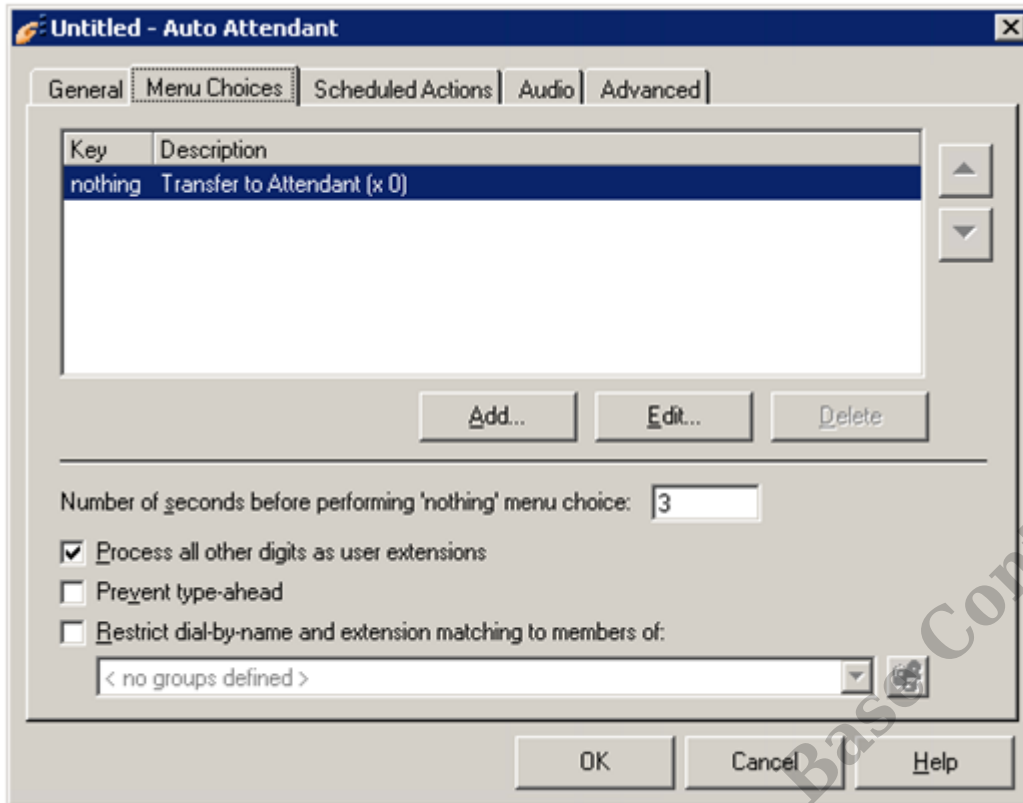 Untitled - Auto Attendant
General Menu Choices Scheduled Actions Audio Advanced
Key Description
nothing Transfer to Attendant (x 0)
Add... Edit... Delete
Number of seconds before performing 'nothing' menu choice: 3
Process all other digits as user extensions
Prevent type-ahead
Restrict dial-by-name and extension matching to members of:
< no groups defined >
OK Cancel Help
Base